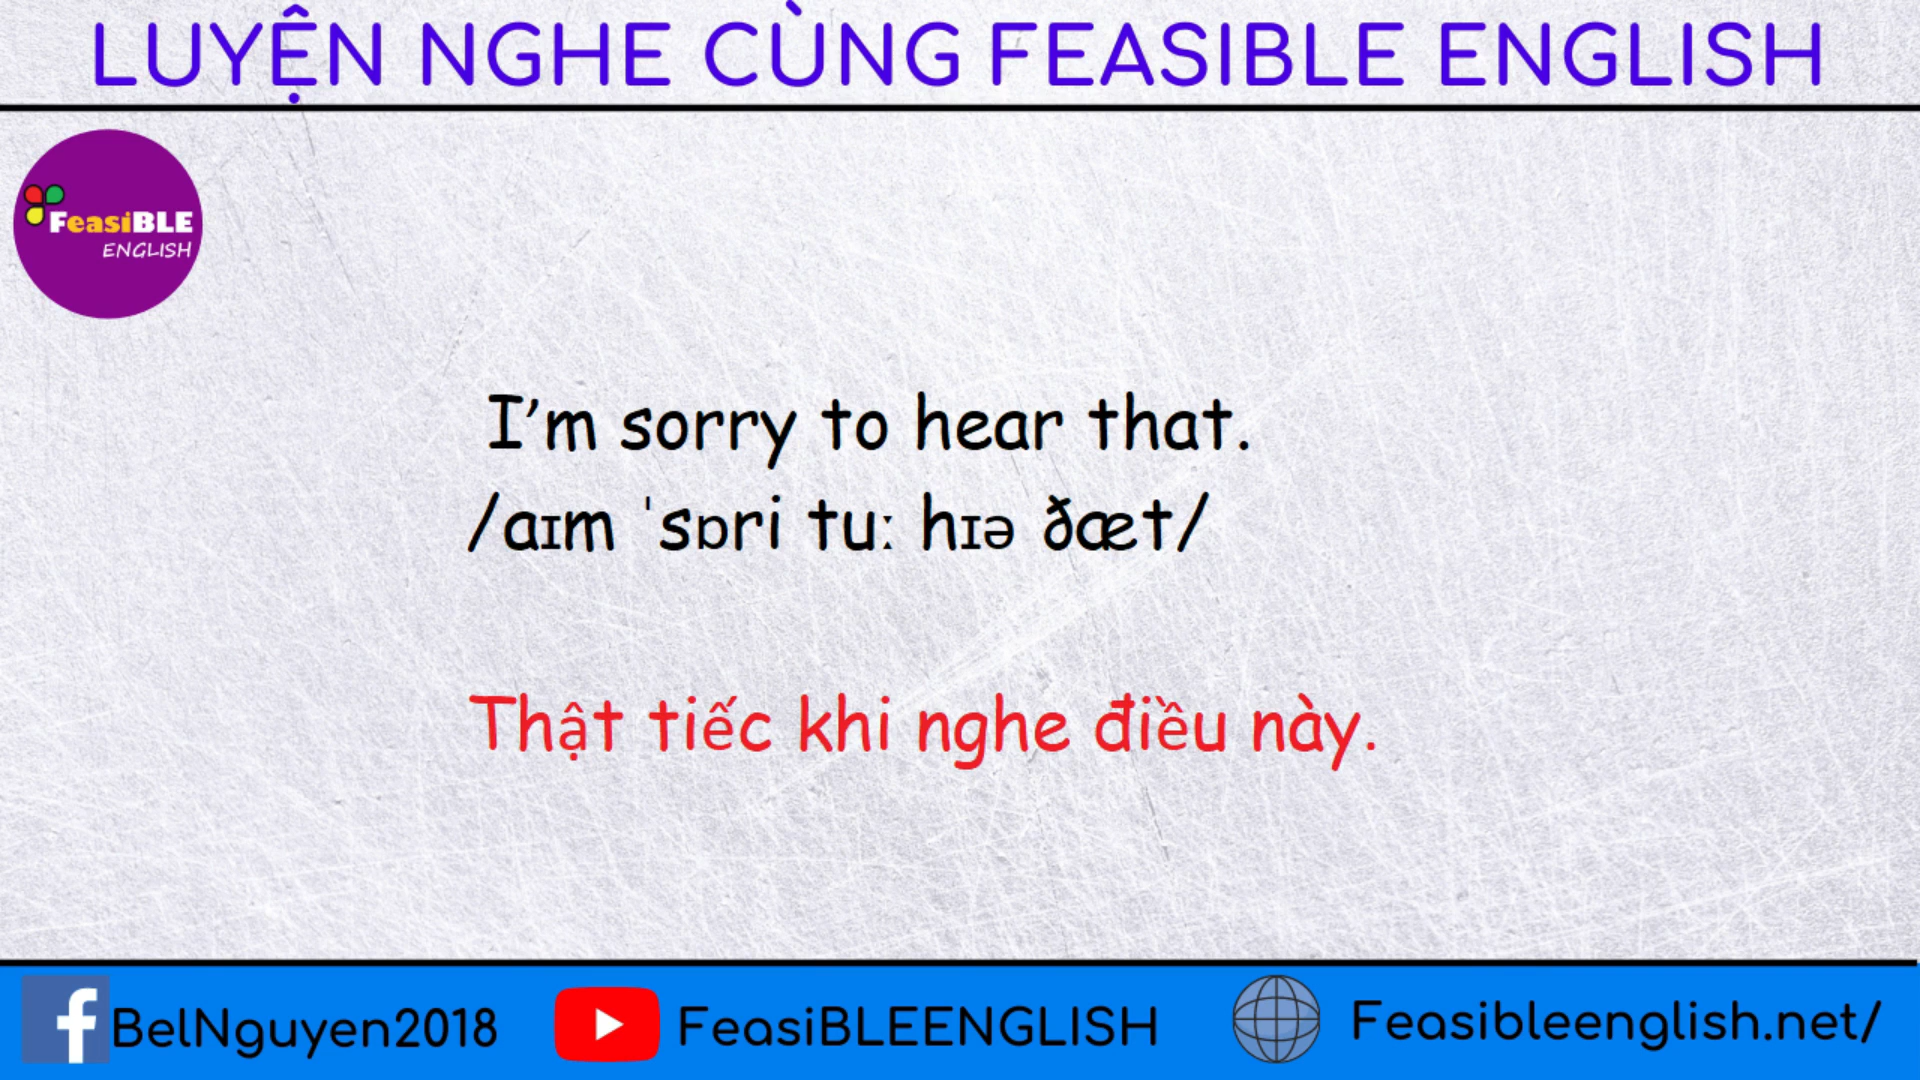 LUYỆN NGHE CÙNG FEASIBLE ENGLISH
FeasiBLE
ENGLISH
I’m sorry to hear that.
/aɪm ˈsɒri tuː hɪə ðæt/
Thật tiếc khi nghe điều này.
BelNguyen2018
FeasiBLEENGLISH
Feasibleenglish.net/